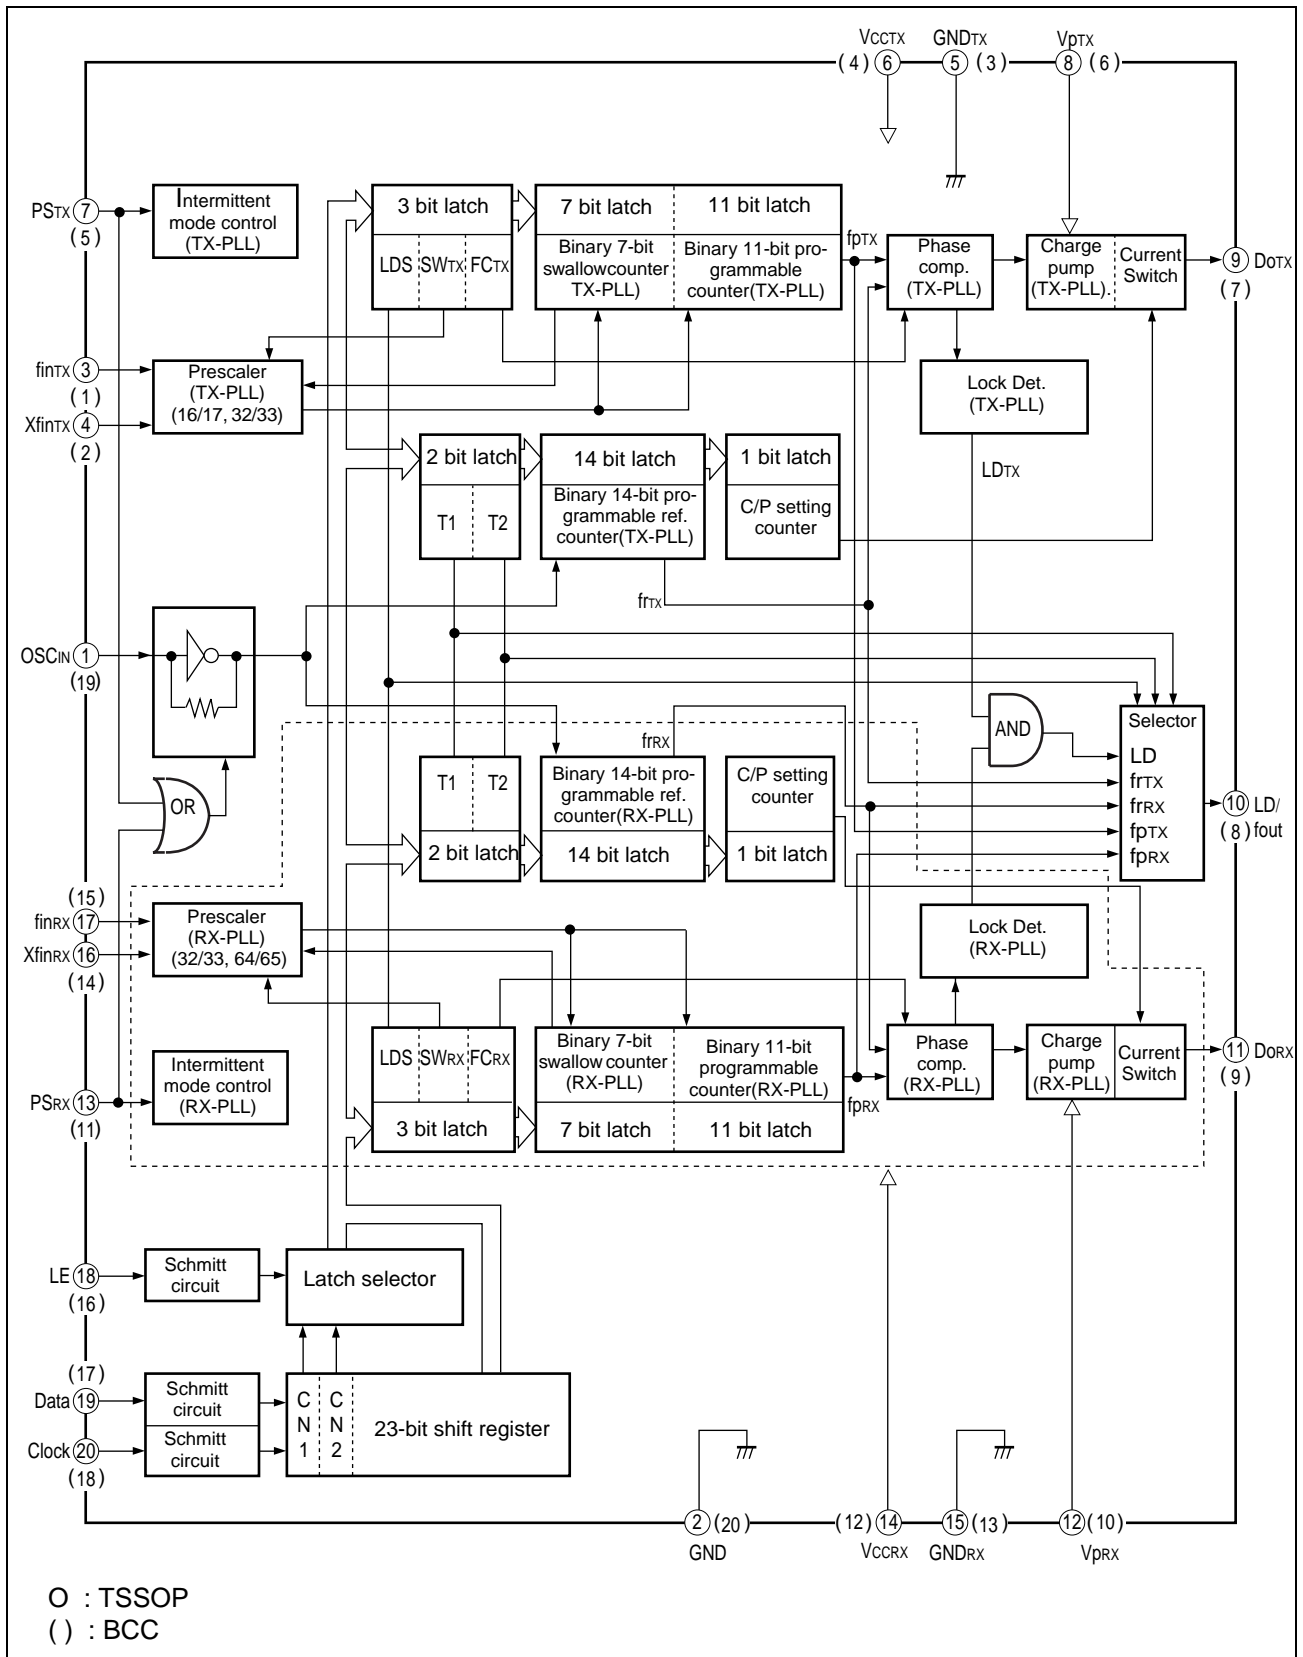 VCCTX GNDTX VpTX
(4) 6 5 (3) 8 (6)
PSTX 7
(5)
Intermittent
mode control
(TX-PLL)
3 bit latch
LDS SWTX FCTX
7 bit latch 11 bit latch
Binary 7-bit
swallowcounter
TX-PLL)
Binary 11-bit pro-
grammable
counter(TX-PLL)
fpTX
Phase
comp.
(TX-PLL)
Charge
pump
(TX-PLL).
Current
Switch
9 DoTX
(7)
finTX 3
(1)
XfinTX 4
(2)
Prescaler
(TX-PLL)
(16/17, 32/33)
Lock Det.
(TX-PLL)
LDTX
2 bit latch
T1 T2
14 bit latch
Binary 14-bit pro-
grammable ref.
counter(TX-PLL)
1 bit latch
C/P setting
counter
frTX
OSCIN 1
(19)
OR
AND
Selector
LD
frTX
frRX
fpTX
fpRX
10 LD/
(8) fout
frRX
T1 T2
2 bit latch
Binary 14-bit pro-
grammable ref.
counter(RX-PLL)
14 bit latch
C/P setting
counter
1 bit latch
(15)
finRX 17
XfinRX 16
(14)
Prescaler
(RX-PLL)
(32/33, 64/65)
Lock Det.
(RX-PLL)
LDS SWRX FCRX
3 bit latch
Binary 7-bit
swallow counter
(RX-PLL)
7 bit latch
Binary 11-bit
programmable
counter(RX-PLL)
11 bit latch
fpRX
Phase
comp.
(RX-PLL)
Charge
pump
(RX-PLL)
Current
Switch
11 DoRX
(9)
Intermittent
mode control
(RX-PLL)
PSRX 13
(11)
LE 18
(16)
Schmitt
circuit
Latch selector
(17)
Data 19
Clock 20
(18)
Schmitt
circuit
Schmitt
circuit
C
N
1
C
N
2
23-bit shift register
2 (20) (12) 14 15 (13) 12 (10)
GND VCCRX GNDRX VpRX
O : TSSOP
( ) : BCC